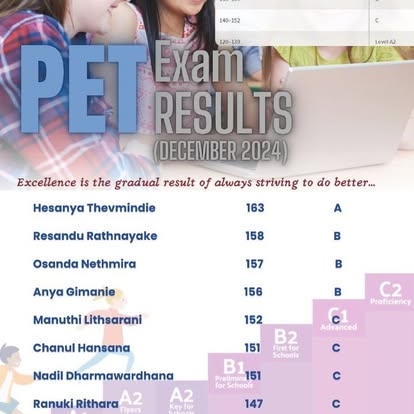 140-152 C
120-139 Level A2
PET Exam
RESULTS
(DECEMBER 2024)
Excellence is the gradual result of always striving to do better...
Hesanya Thevmindie 163 A
Resandu Rathnayake 158 B
Osanda Nethmira 157 B
Anya Gimanie 156 B
Manuthi Lithsarani 152 C
Chanul Hansana 151 C
Nadil Dharmawardhana 151 C
Ranuki Rithara 147 C
C2
Proficiency
C1
Advanced
B2
First for
Schools
B1
Preliminary
for Schools
A2
Flyers
A2
Key for
Schools